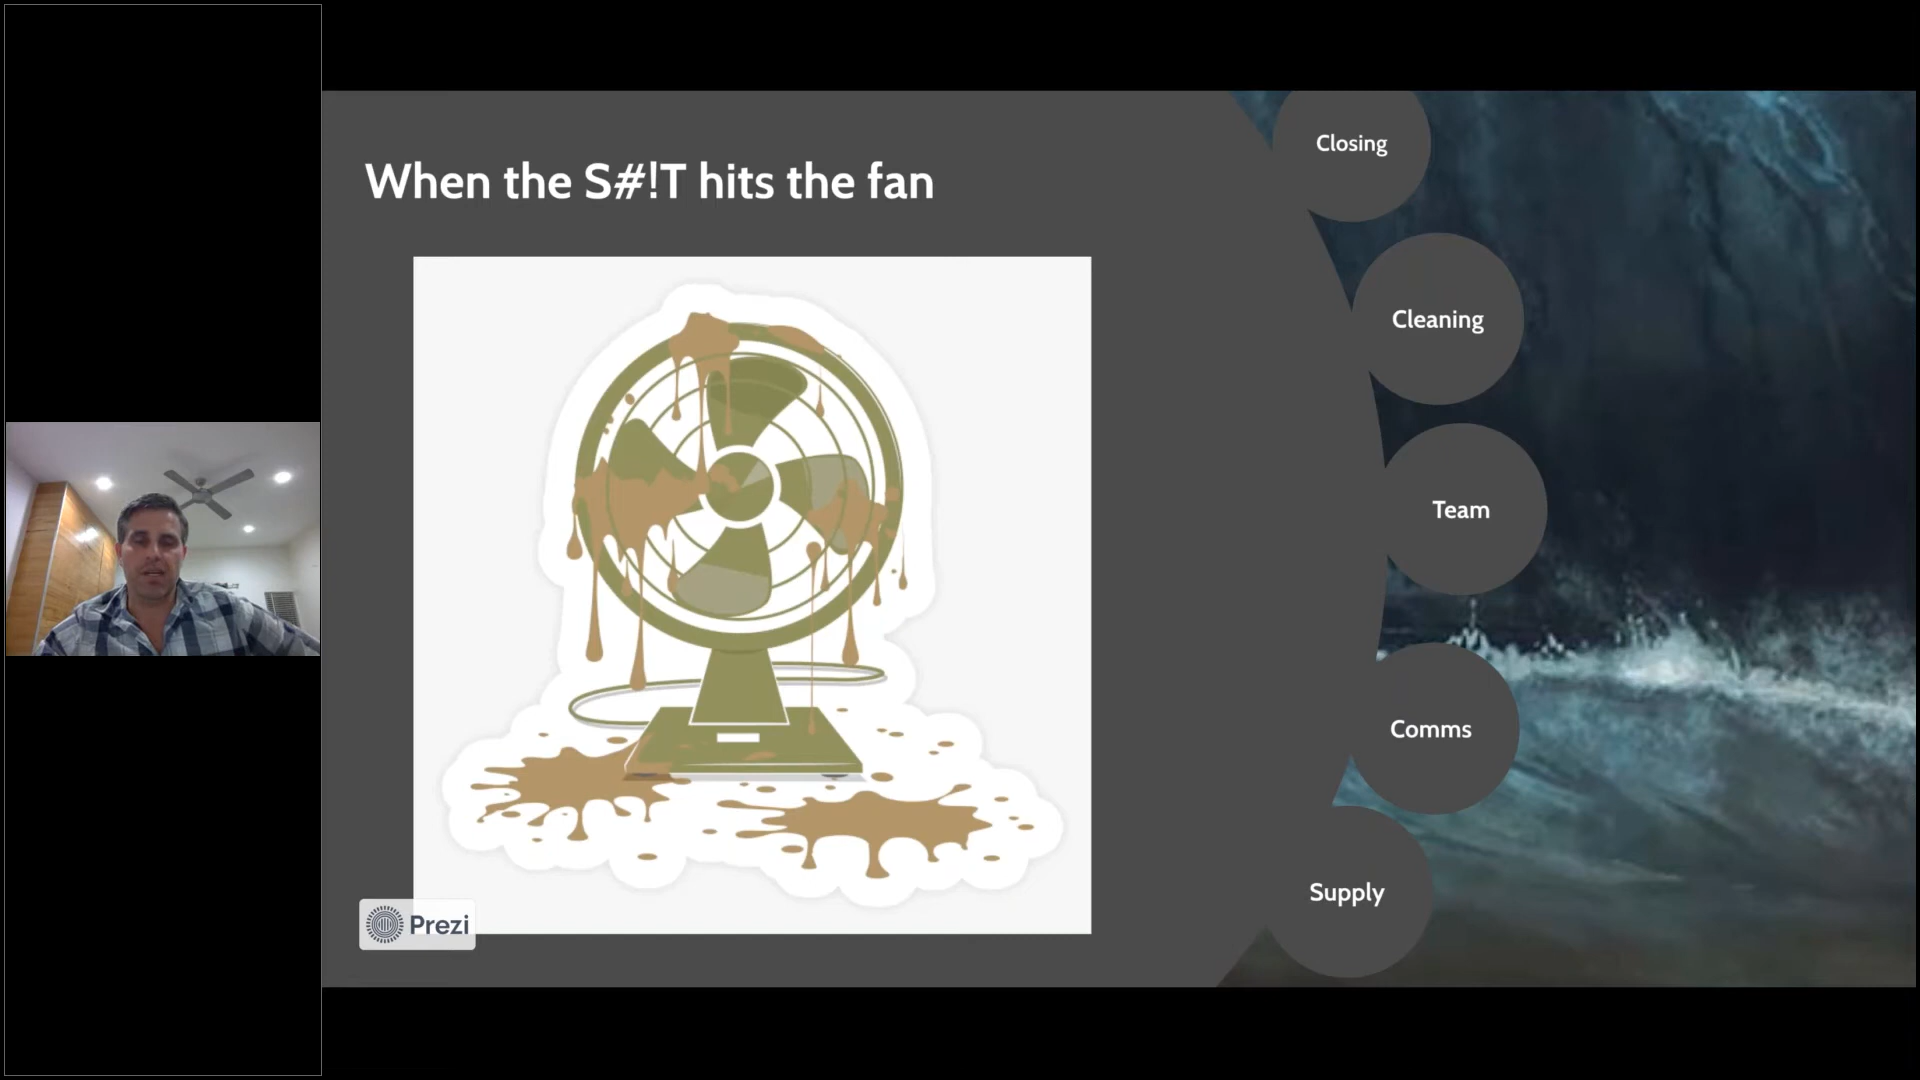 When the S#!T hits the fan
Closing
Cleaning
Team
Comms
Supply
Prezi